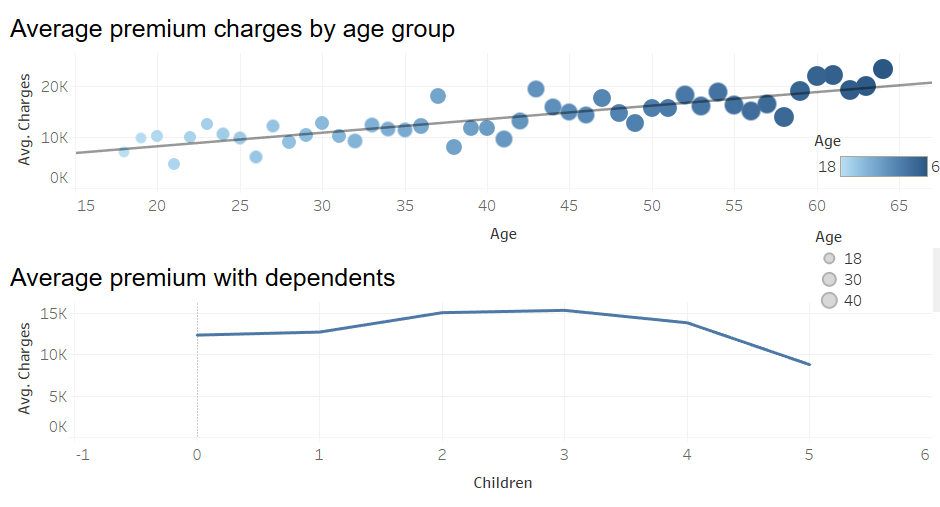 Average premium charges by age group
Avg. Charges
20K
10K
0K
15 20 25 30 35 40 45 50 55 60 65
Age
Age
18 6
Age
18
30
40
Average premium with dependents
Avg. Charges
15K
10K
5K
0K
-1 0 1 2 3 4 5 6
Children